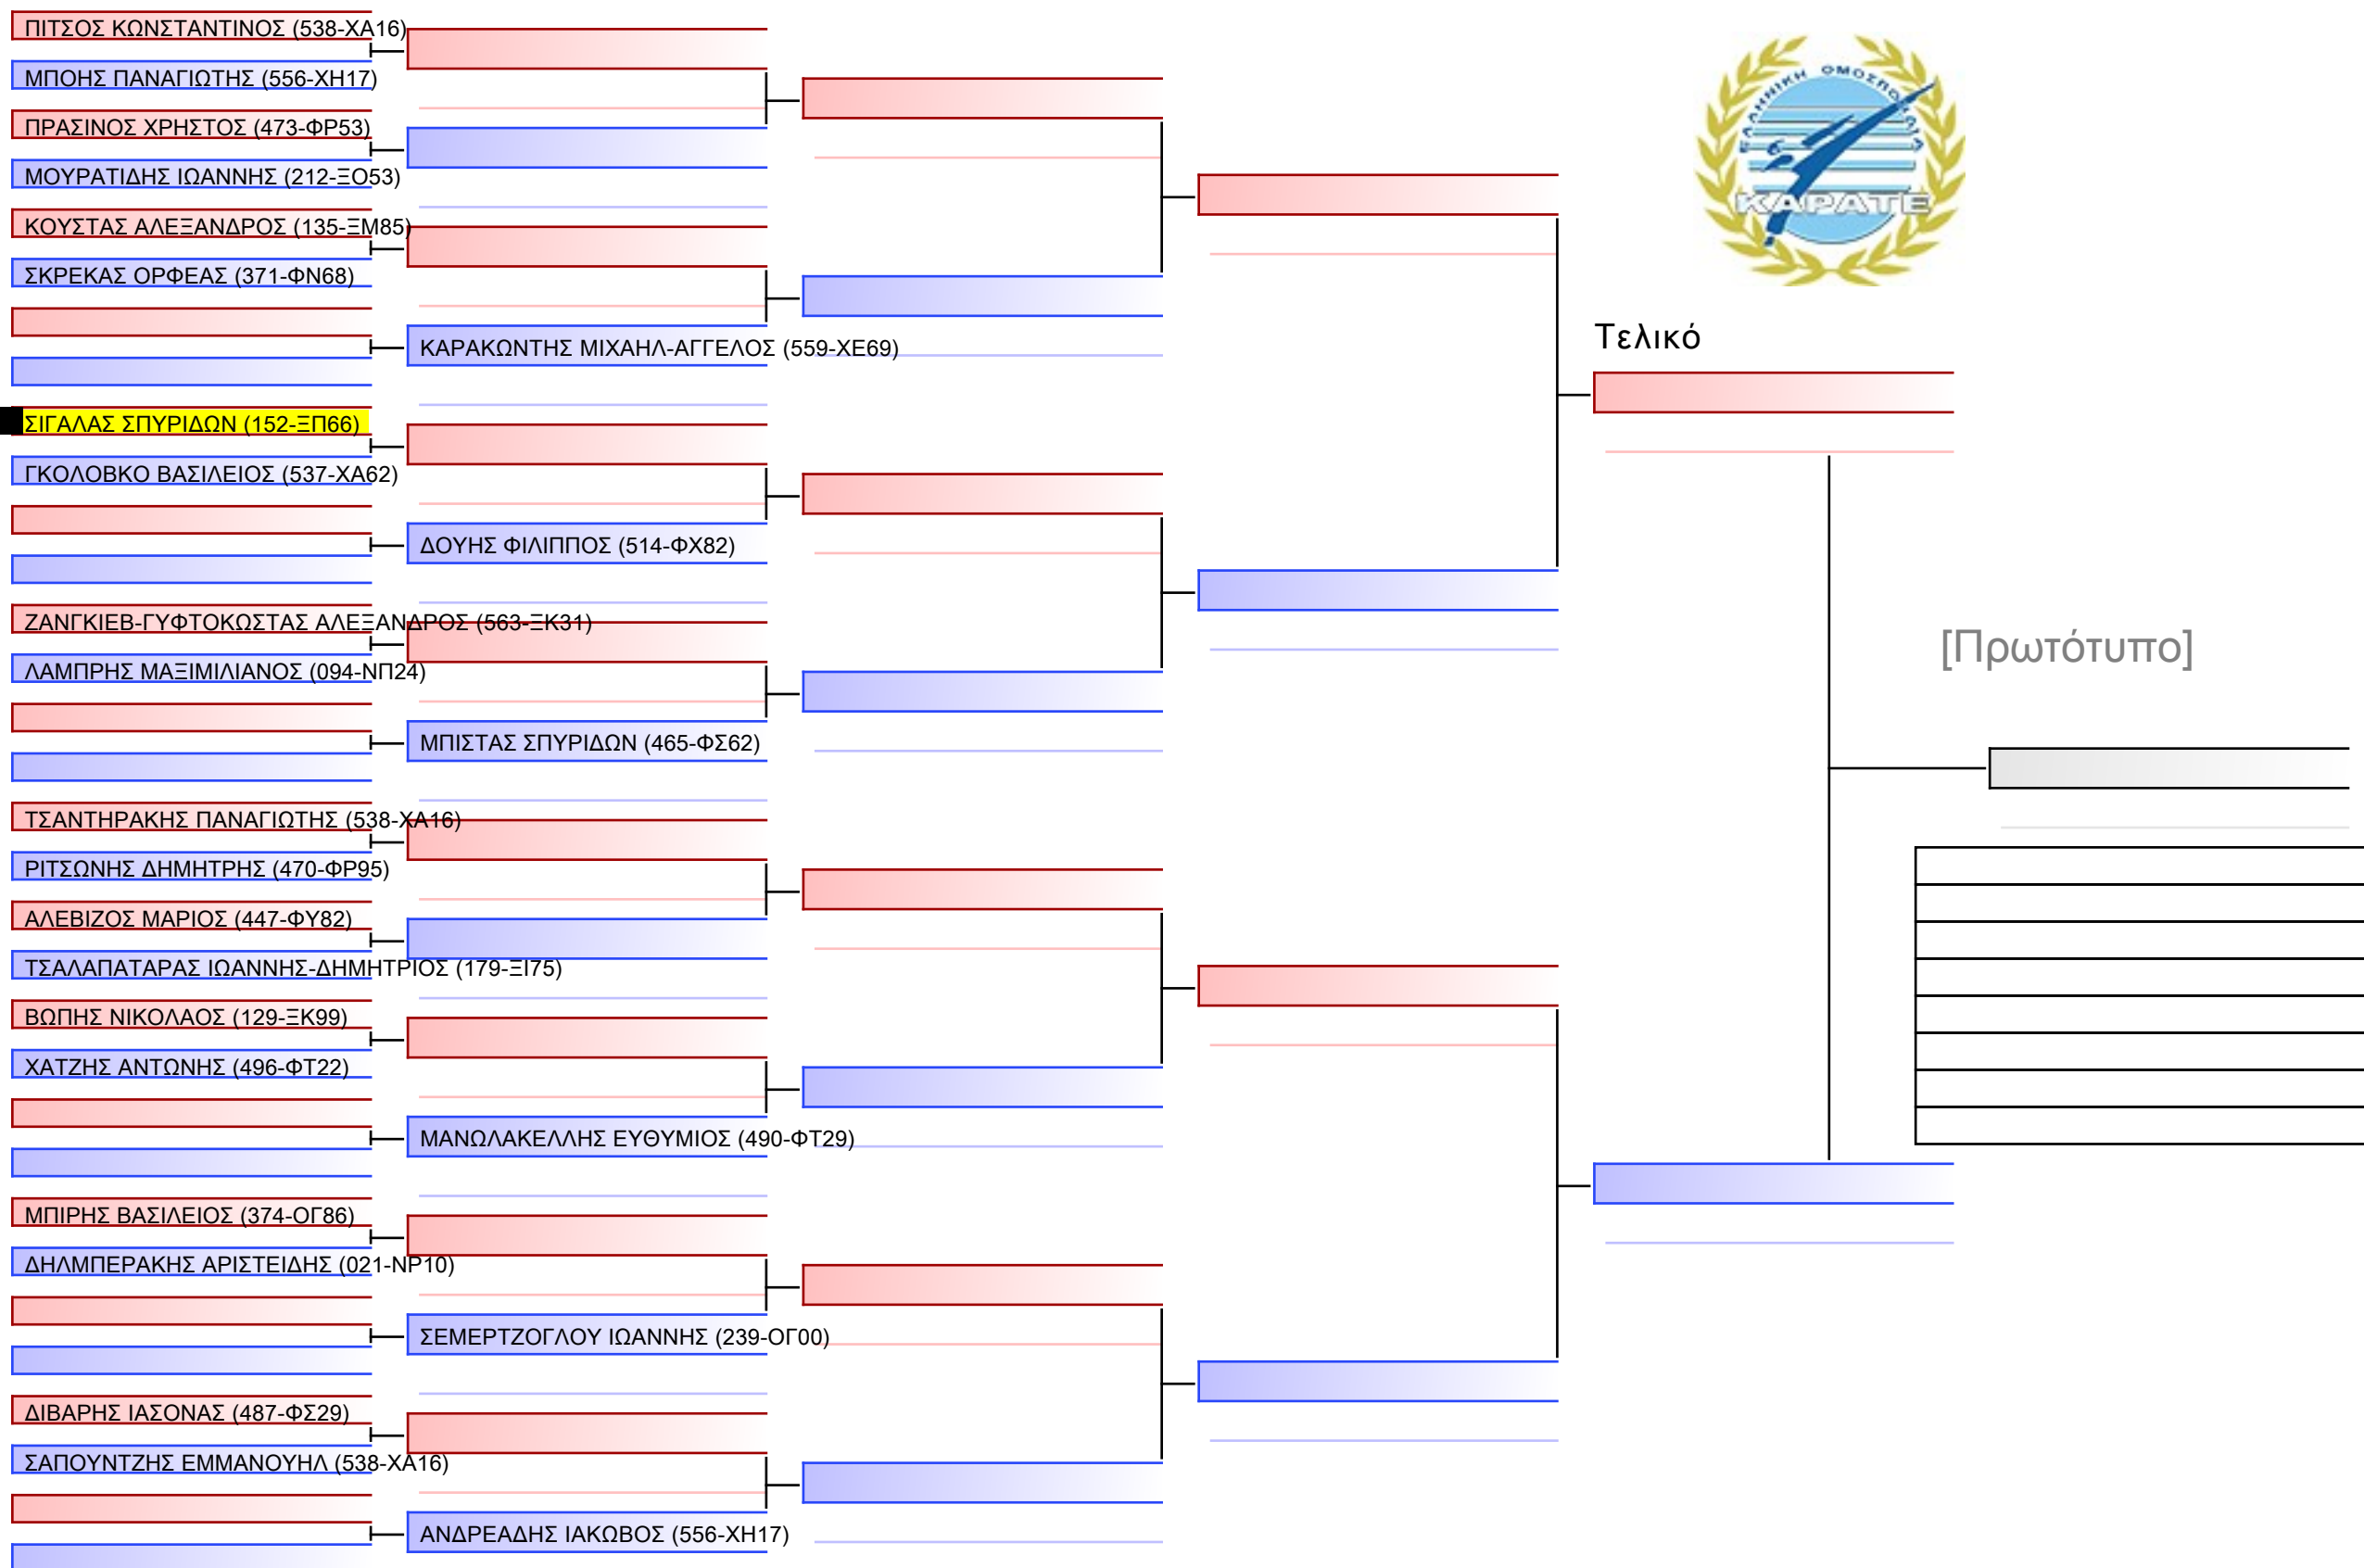 ΠΙΤΣΟΣ ΚΩΝΣΤΑΝΤΙΝΟΣ (538-ΧΑ16)
ΜΠΟΗΣ ΠΑΝΑΓΙΩΤΗΣ (556-ΧΗ17)
ΠΡΑΣΙΝΟΣ ΧΡΗΣΤΟΣ (473-ΦΡ53)
ΜΟΥΡΑΤΙΔΗΣ ΙΩΑΝΝΗΣ (212-ΞΟ53)
ΚΟΥΣΤΑΣ ΑΛΕΞΑΝΔΡΟΣ (135-ΞΜ85)
ΣΚΡΕΚΑΣ ΟΡΦΕΑΣ (371-ΦΝ68)
ΚΑΡΑΚΩΝΤΗΣ ΜΙΧΑΗΛ-ΑΓΓΕΛΟΣ (559-ΧΕ69)
ΣΙΓΑΛΑΣ ΣΠΥΡΙΔΩΝ (152-ΞΠ66)
ΓΚΟΛΟΒΚΟ ΒΑΣΙΛΕΙΟΣ (537-ΧΑ62)
ΔΟΥΗΣ ΦΙΛΙΠΠΟΣ (514-ΦΧ82)
ΖΑΝΓΚΙΕΒ-ΓΥΦΤΟΚΩΣΤΑΣ ΑΛΕΞΑΝΔΡΟΣ (563-ΞΚ31)
ΛΑΜΠΡΗΣ ΜΑΞΙΜΙΛΙΑΝΟΣ (094-ΝΠ24)
ΜΠΙΣΤΑΣ ΣΠΥΡΙΔΩΝ (465-ΦΣ62)
ΤΣΑΝΤΗΡΑΚΗΣ ΠΑΝΑΓΙΩΤΗΣ (538-ΧΑ16)
ΡΙΤΣΩΝΗΣ ΔΗΜΗΤΡΗΣ (470-ΦΡ95)
ΑΛΕΒΙΖΟΣ ΜΑΡΙΟΣ (447-ΦΥ82)
ΤΣΑΛΑΠΑΤΑΡΑΣ ΙΩΑΝΝΗΣ-ΔΗΜΗΤΡΙΟΣ (179-ΞΙ75)
ΒΩΠΗΣ ΝΙΚΟΛΑΟΣ (129-ΞΚ99)
ΧΑΤΖΗΣ ΑΝΤΩΝΗΣ (496-ΦΤ22)
ΜΑΝΩΛΑΚΕΛΛΗΣ ΕΥΘΥΜΙΟΣ (490-ΦΤ29)
ΜΠΙΡΗΣ ΒΑΣΙΛΕΙΟΣ (374-ΟΓ86)
ΔΗΛΜΠΕΡΑΚΗΣ ΑΡΙΣΤΕΙΔΗΣ (021-ΝΡ10)
ΣΕΜΕΡΤΖΟΓΛΟΥ ΙΩΑΝΝΗΣ (239-ΟΓ00)
ΔΙΒΑΡΗΣ ΙΑΣΟΝΑΣ (487-ΦΣ29)
ΣΑΠΟΥΝΤΖΗΣ ΕΜΜΑΝΟΥΗΛ (538-ΧΑ16)
ΑΝΔΡΕΑΔΗΣ ΙΑΚΩΒΟΣ (556-ΧΗ17)
ΕΛΛΗΝΙΚΗ ΟΜΟΣΠΟΝΔΙΑ
ΚΑΡΑΤΕ
Τελικό
[Πρωτότυπο]